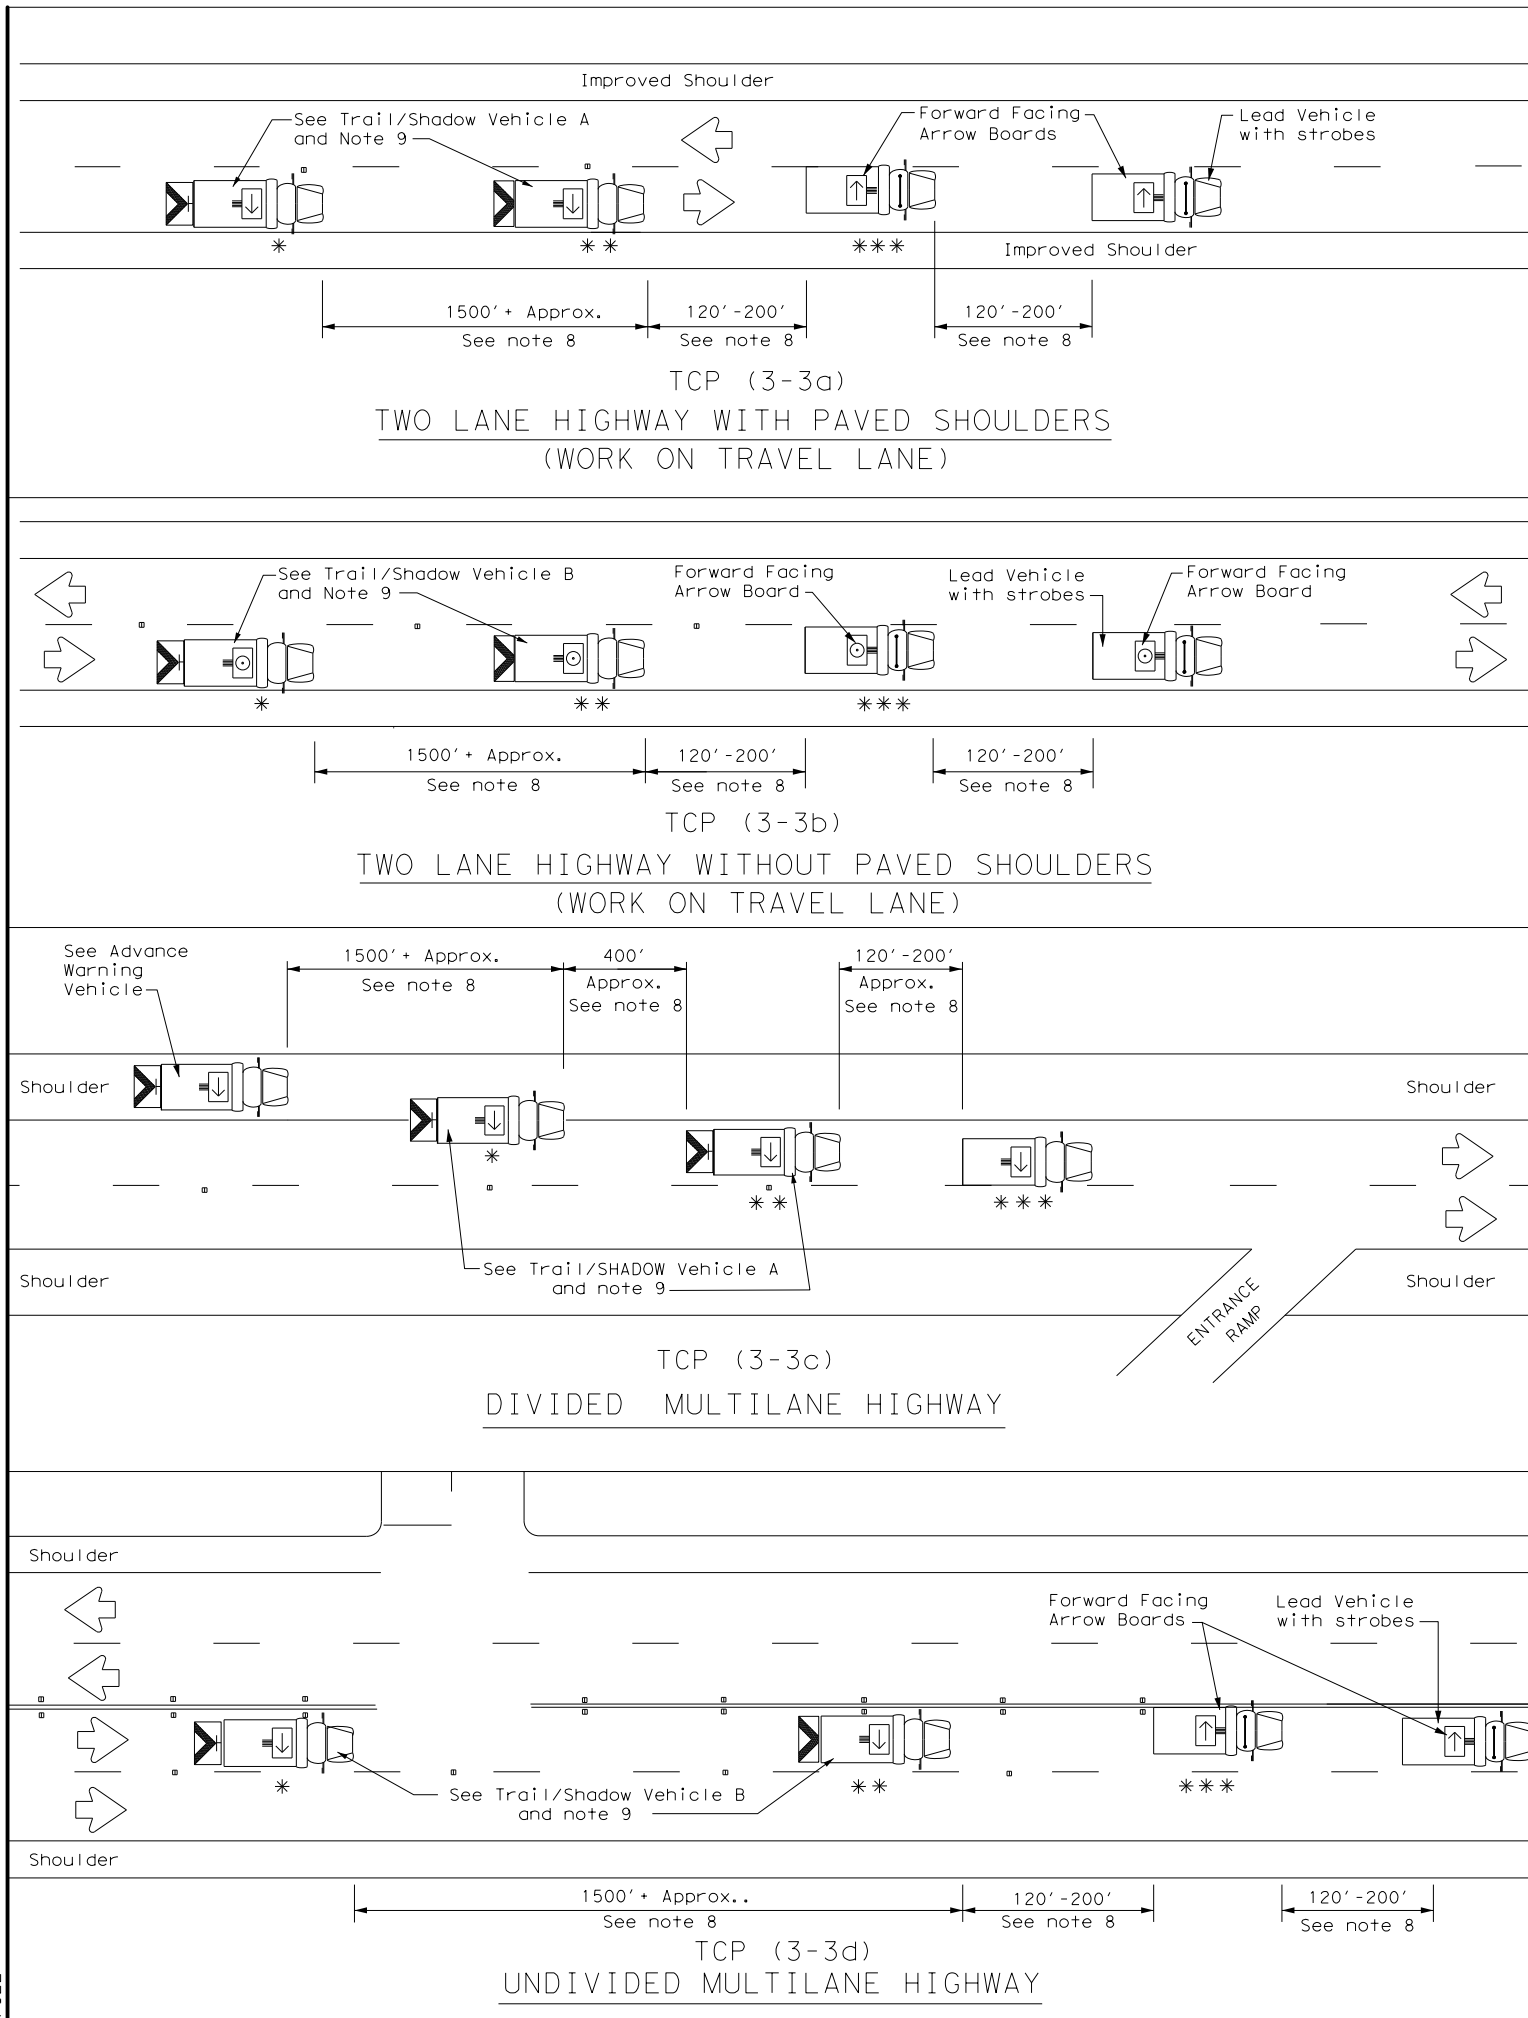 Improved Shoulder
See Trail/Shadow Vehicle A
and Note 9
Forward Facing
Arrow Boards
Lead Vehicle
with strobes
*
**
***
Improved Shoulder
1500'+ Approx.
See note 8
120'-200'
See note 8
120'-200'
See note 8
TCP (3-3a)
TWO LANE HIGHWAY WITH PAVED SHOULDERS
(WORK ON TRAVEL LANE)
See Trail/Shadow Vehicle B
and Note 9
Forward Facing
Arrow Board
Lead Vehicle
with strobes
Forward Facing
Arrow Board
*
**
***
1500'+ Approx.
See note 8
120'-200'
See note 8
120'-200'
See note 8
TCP (3-3b)
TWO LANE HIGHWAY WITHOUT PAVED SHOULDERS
(WORK ON TRAVEL LANE)
See Advance
Warning
Vehicle
1500'+ Approx.
See note 8
400'
Approx.
See note 8
120'-200'
Approx.
See note 8
Shoulder
Shoulder
*
**
***
See Trail/SHADOW Vehicle A
and note 9
Shoulder
Shoulder
ENTRANCE
RAMP
TCP (3-3c)
DIVIDED MULTILANE HIGHWAY
Shoulder
Forward Facing
Arrow Boards
Lead Vehicle
with strobes
*
**
***
See Trail/Shadow Vehicle B
and note 9
Shoulder
1500'+ Approx..
See note 8
120'-200'
See note 8
120'-200'
See note 8
TCP (3-3d)
UNDIVIDED MULTILANE HIGHWAY